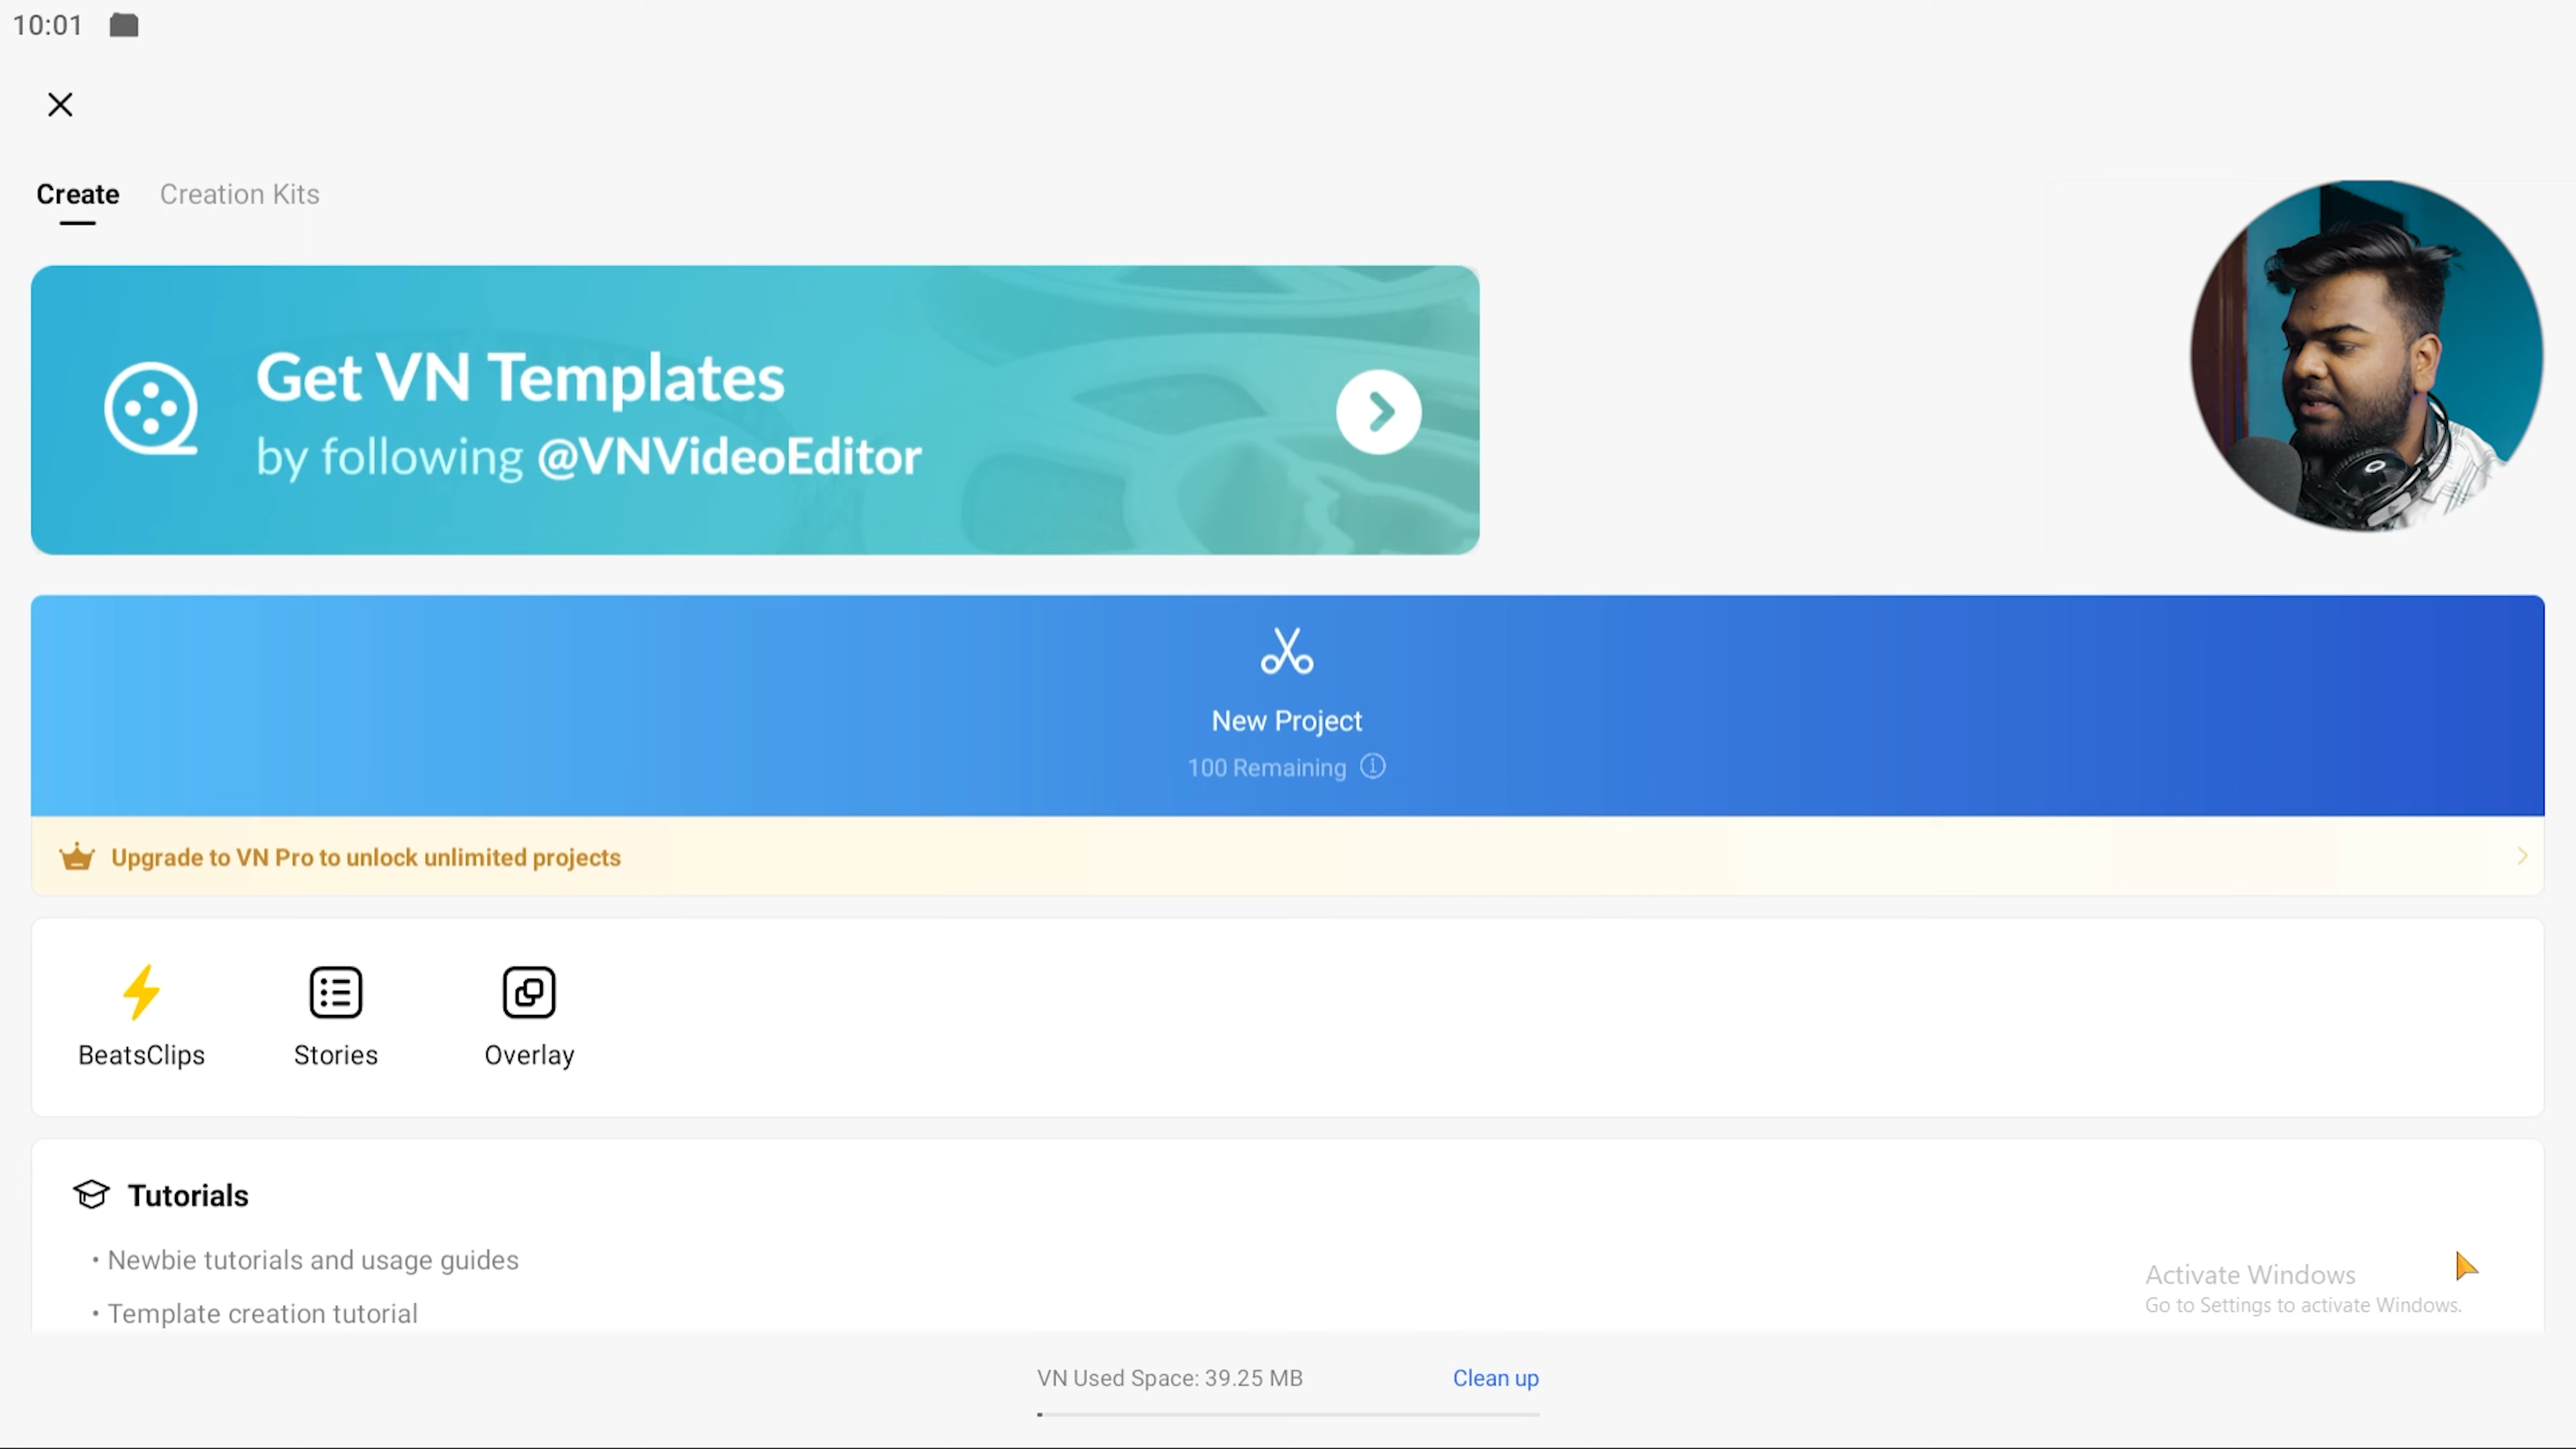 10:01
Create
Creation Kits
Get VN Templates
by following @VNVideoEditor
New Project
100 Remaining
Upgrade to VN Pro to unlock unlimited projects
BeatsClips
Stories
Overlay
Tutorials
• Newbie tutorials and usage guides
• Template creation tutorial
Activate Windows
Go to Settings to activate Windows.
VN Used Space: 39.25 MB
Clean up